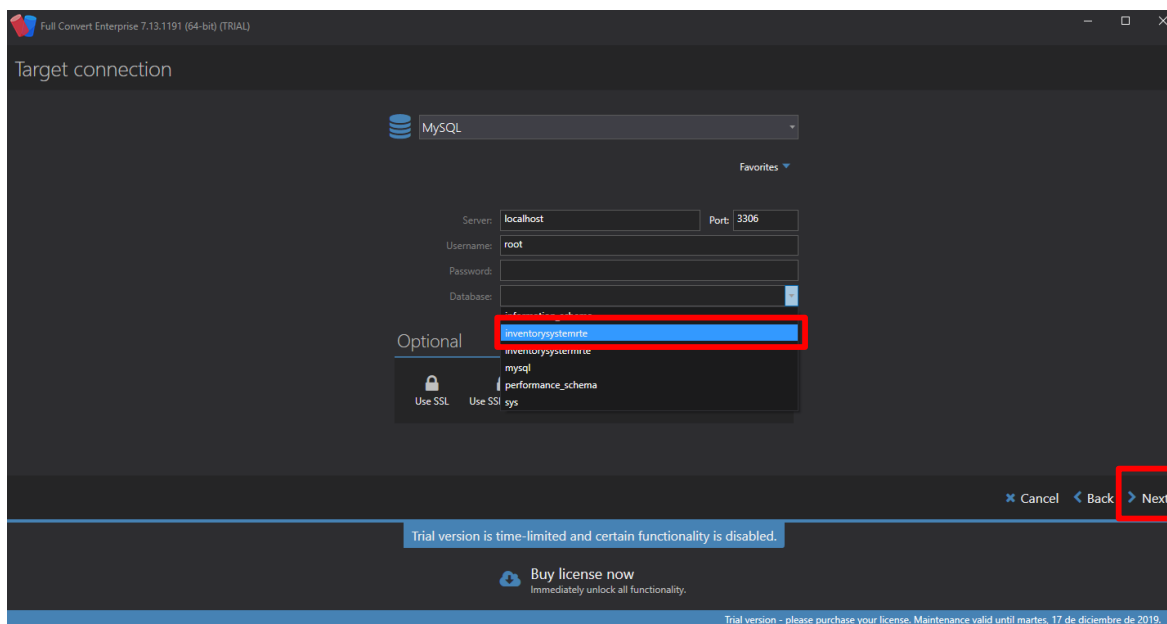 Full Convert Enterprise 7.13.1191 (64-bit) (TRIAL)
Target connection
MySQL
Favorites
Server: localhost Port: 3306
Username: root
Password:
Database:
information_schema
inventorysystemrte
inventorysystemrte
mysql
performance_schema
sys
Optional
Use SSL Use SS
Cancel Back Next
Trial version is time-limited and certain functionality is disabled.
Buy license now
Immediately unlock all functionality.
Trial version - please purchase your license. Maintenance valid until martes, 17 de diciembre de 2019.